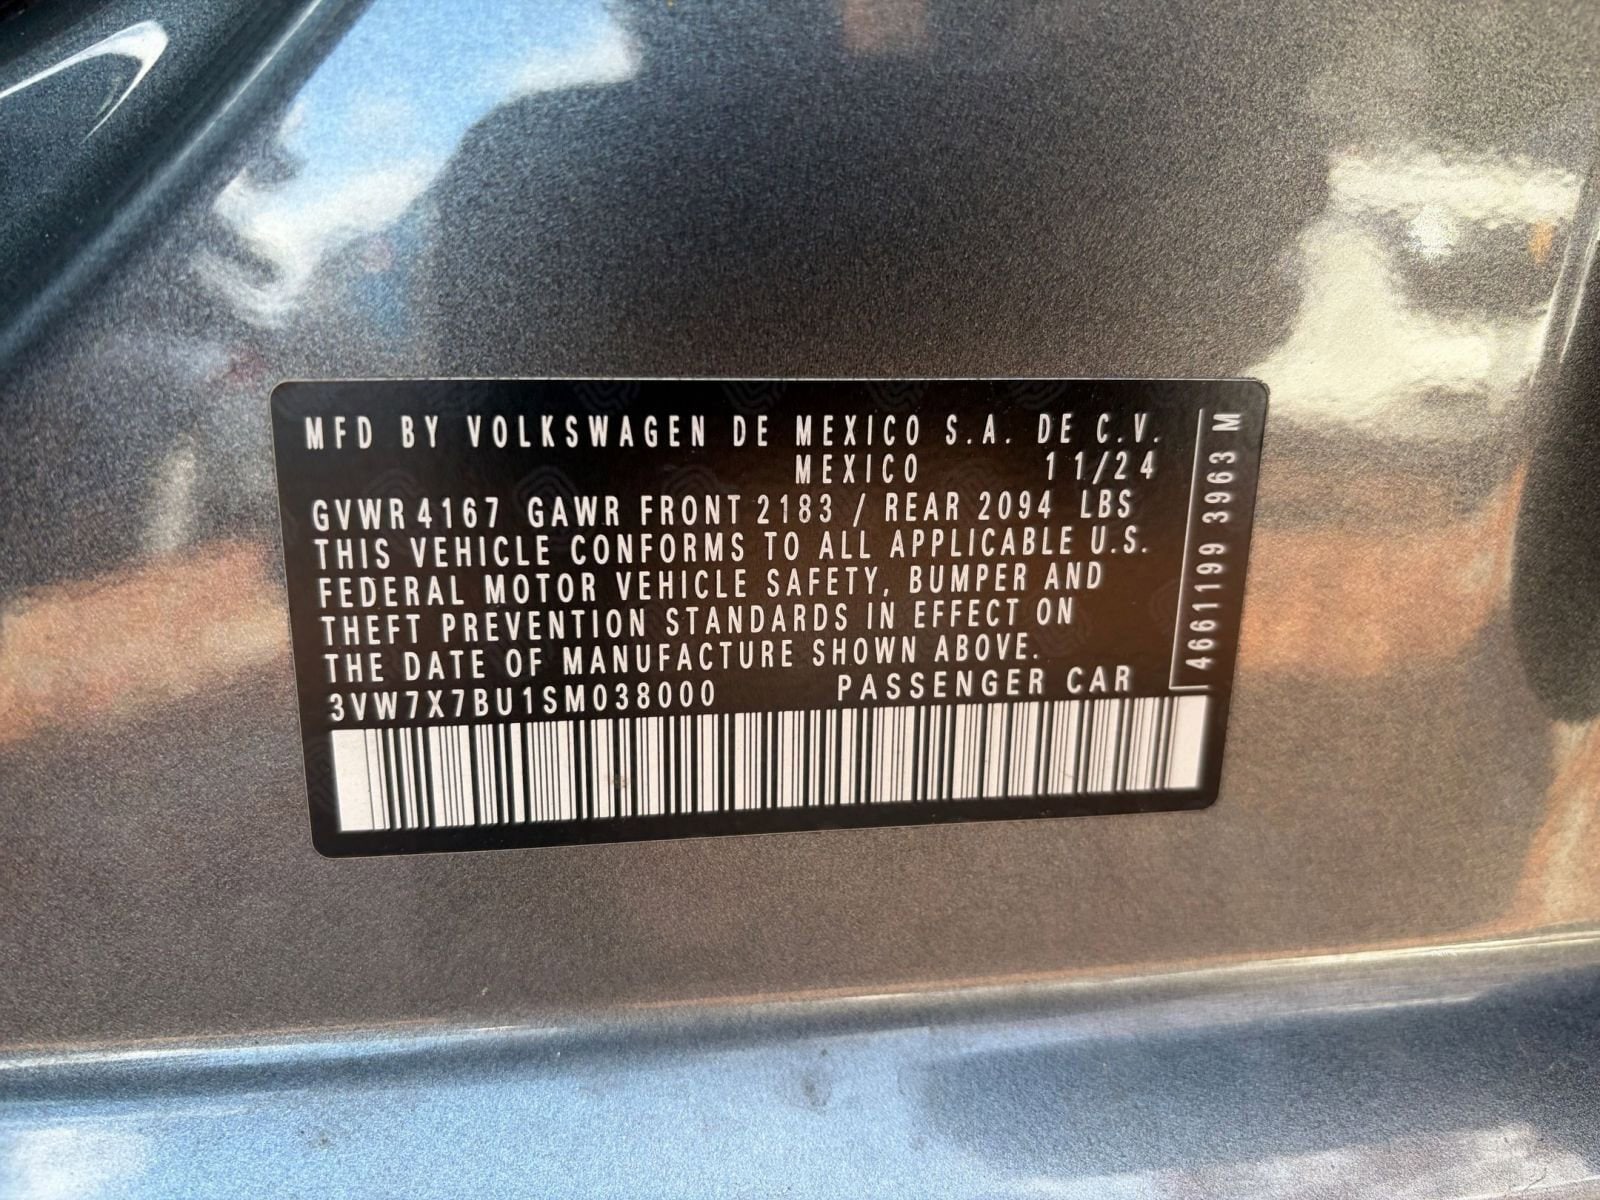 MFD BY VOLKSWAGEN DE MEXICO S.A. DE C.V.
MEXICO 11/24
GVWR 4167 GAWR FRONT 2183 / REAR 2094 LBS
THIS VEHICLE CONFORMS TO ALL APPLICABLE U.S.
FEDERAL MOTOR VEHICLE SAFETY, BUMPER AND
THEFT PREVENTION STANDARDS IN EFFECT ON
THE DATE OF MANUFACTURE SHOWN ABOVE.
3VW7X7BU1SM038000 PASSENGER CAR
4661199 3963 M